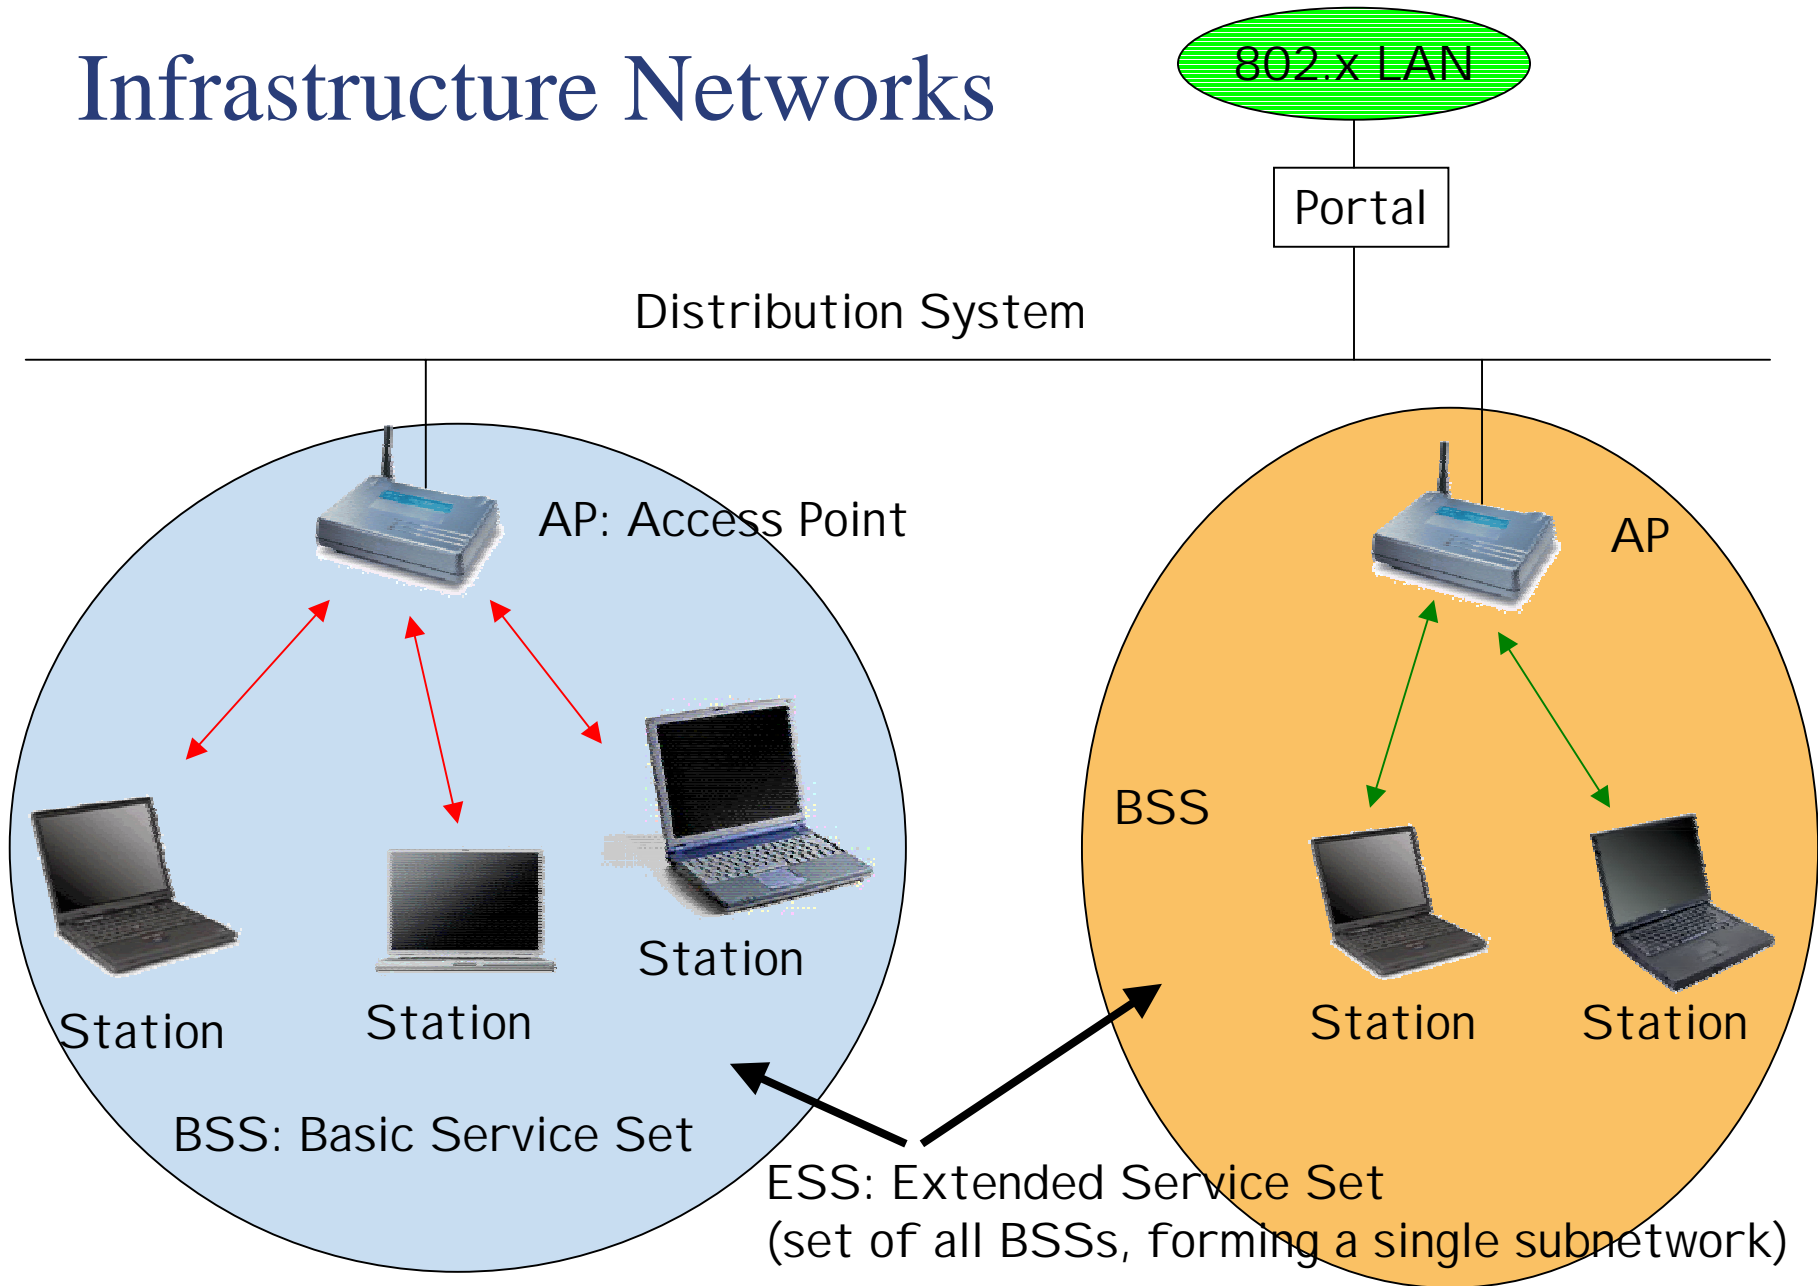 Infrastructure Networks
802.x LAN
Portal
Distribution System
AP: Access Point
AP
BSS
Station
Station
Station
Station
Station
BSS: Basic Service Set
ESS: Extended Service Set
(set of all BSSs, forming a single subnetwork)